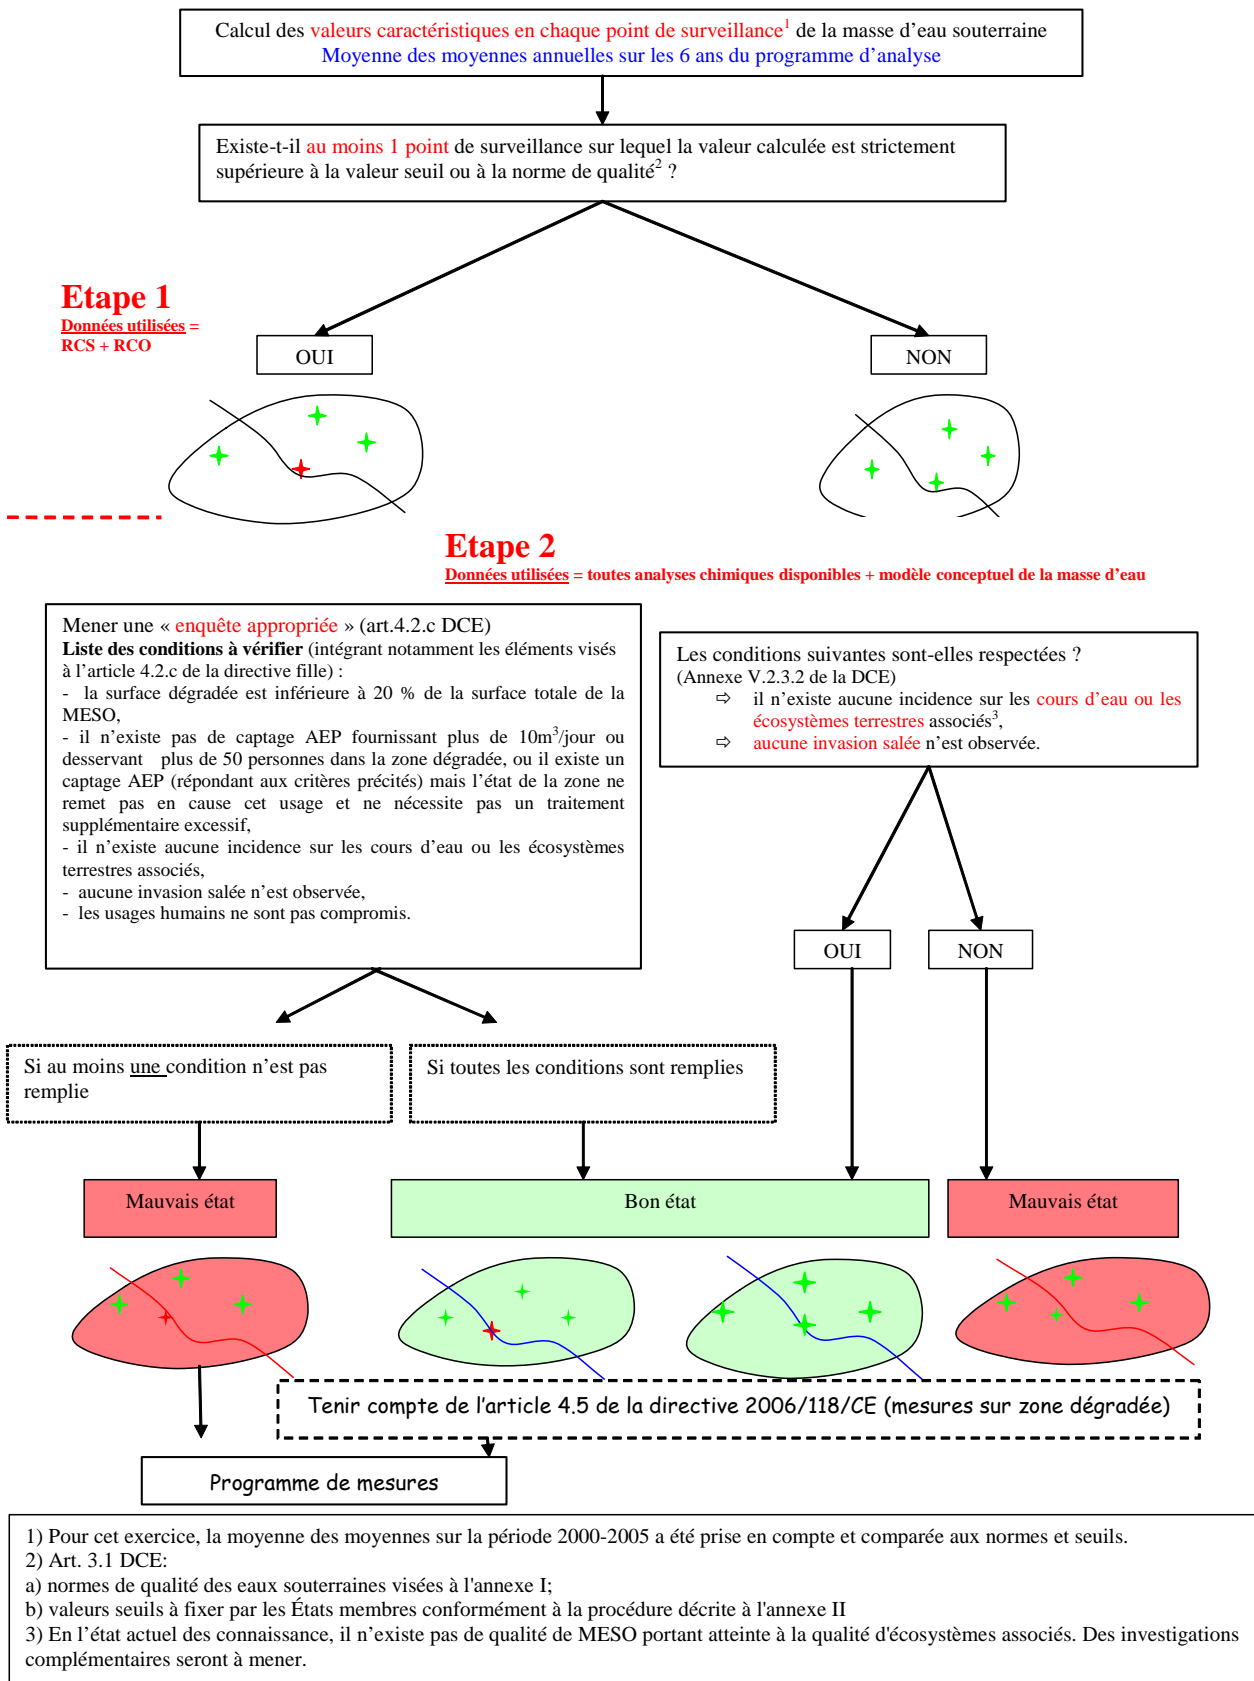 Calcul des valeurs caractéristiques en chaque point de surveillance1 de la masse d'eau souterraine
Moyenne des moyennes annuelles sur les 6 ans du programme d'analyse
Existe-t-il au moins 1 point de surveillance sur lequel la valeur calculée est strictement
supérieure à la valeur seuil ou à la norme de qualité2 ?
Etape 1
Données utilisées =
RCS + RCO
OUI
NON
Etape 2
Données utilisées = toutes analyses chimiques disponibles + modèle conceptuel de la masse d'eau
Mener une « enquête appropriée » (art.4.2.c DCE)
Liste des conditions à vérifier (intégrant notamment les éléments visés
à l'article 4.2.c de la directive fille) :
- la surface dégradée est inférieure à 20 % de la surface totale de la
MESO,
- il n'existe pas de captage AEP fournissant plus de 10m3/jour ou
desservant plus de 50 personnes dans la zone dégradée, ou il existe un
captage AEP (répondant aux critères précités) mais l'état de la zone ne
remet pas en cause cet usage et ne nécessite pas un traitement
supplémentaire excessif,
- il n'existe aucune incidence sur les cours d'eau ou les écosystèmes
terrestres associés,
- aucune invasion salée n'est observée,
- les usages humains ne sont pas compromis.
Les conditions suivantes sont-elles respectées ?
(Annexe V.2.3.2 de la DCE)
⇨ il n'existe aucune incidence sur les cours d'eau ou les
écosystèmes terrestres associés3,
⇨ aucune invasion salée n'est observée.
OUI
NON
Si au moins une condition n'est pas
remplie
Si toutes les conditions sont remplies
Mauvais état
Bon état
Mauvais état
Tenir compte de l'article 4.5 de la directive 2006/118/CE (mesures sur zone dégradée)
Programme de mesures
1) Pour cet exercice, la moyenne des moyennes sur la période 2000-2005 a été prise en compte et comparée aux normes et seuils.
2) Art. 3.1 DCE:
a) normes de qualité des eaux souterraines visées à l'annexe I;
b) valeurs seuils à fixer par les États membres conformément à la procédure décrite à l'annexe II
3) En l'état actuel des connaissance, il n'existe pas de qualité de MESO portant atteinte à la qualité d'écosystèmes associés. Des investigations
complémentaires seront à mener.